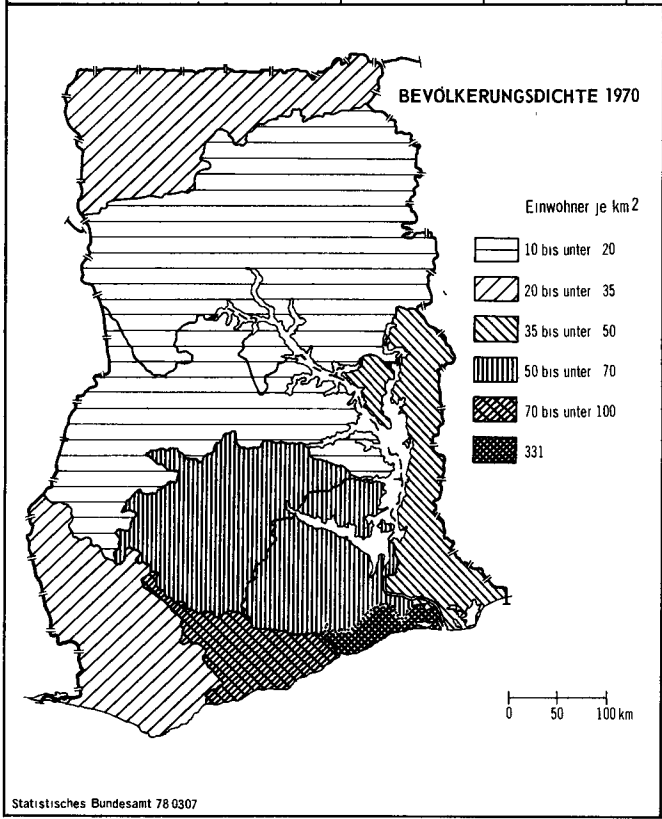 BEVÖLKERUNGSDICHTE 1970
Einwohner je km2
10 bis unter 20
20 bis unter 35
35 bis unter 50
50 bis unter 70
70 bis unter 100
331
0 50 100 km
Statistisches Bundesamt 78 0307